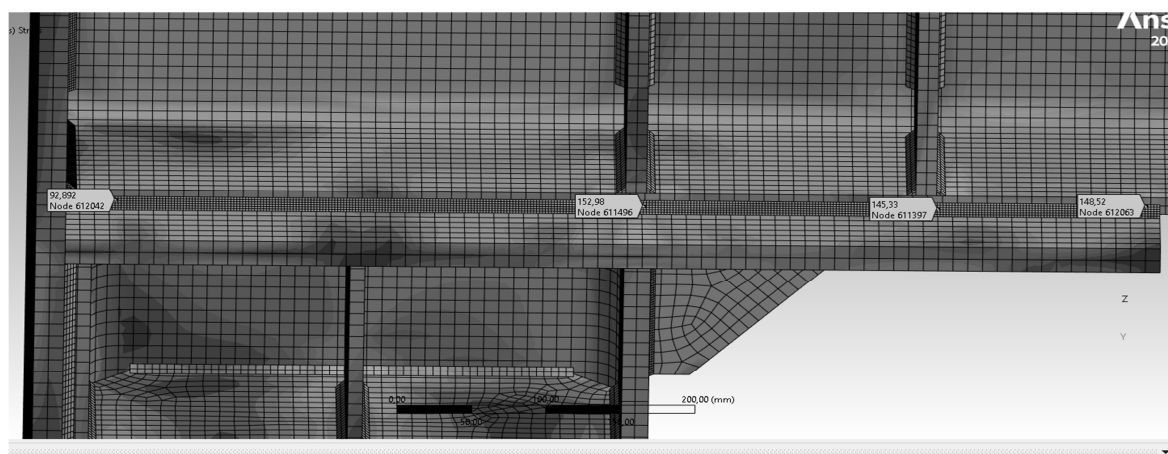 Ans
s) Str
20
92,892
Node 612042
152,98
Node 611496
145,33
Node 611397
148,52
Node 612063
Z
Y
0,00
100,00
200,00 (mm)
50,00